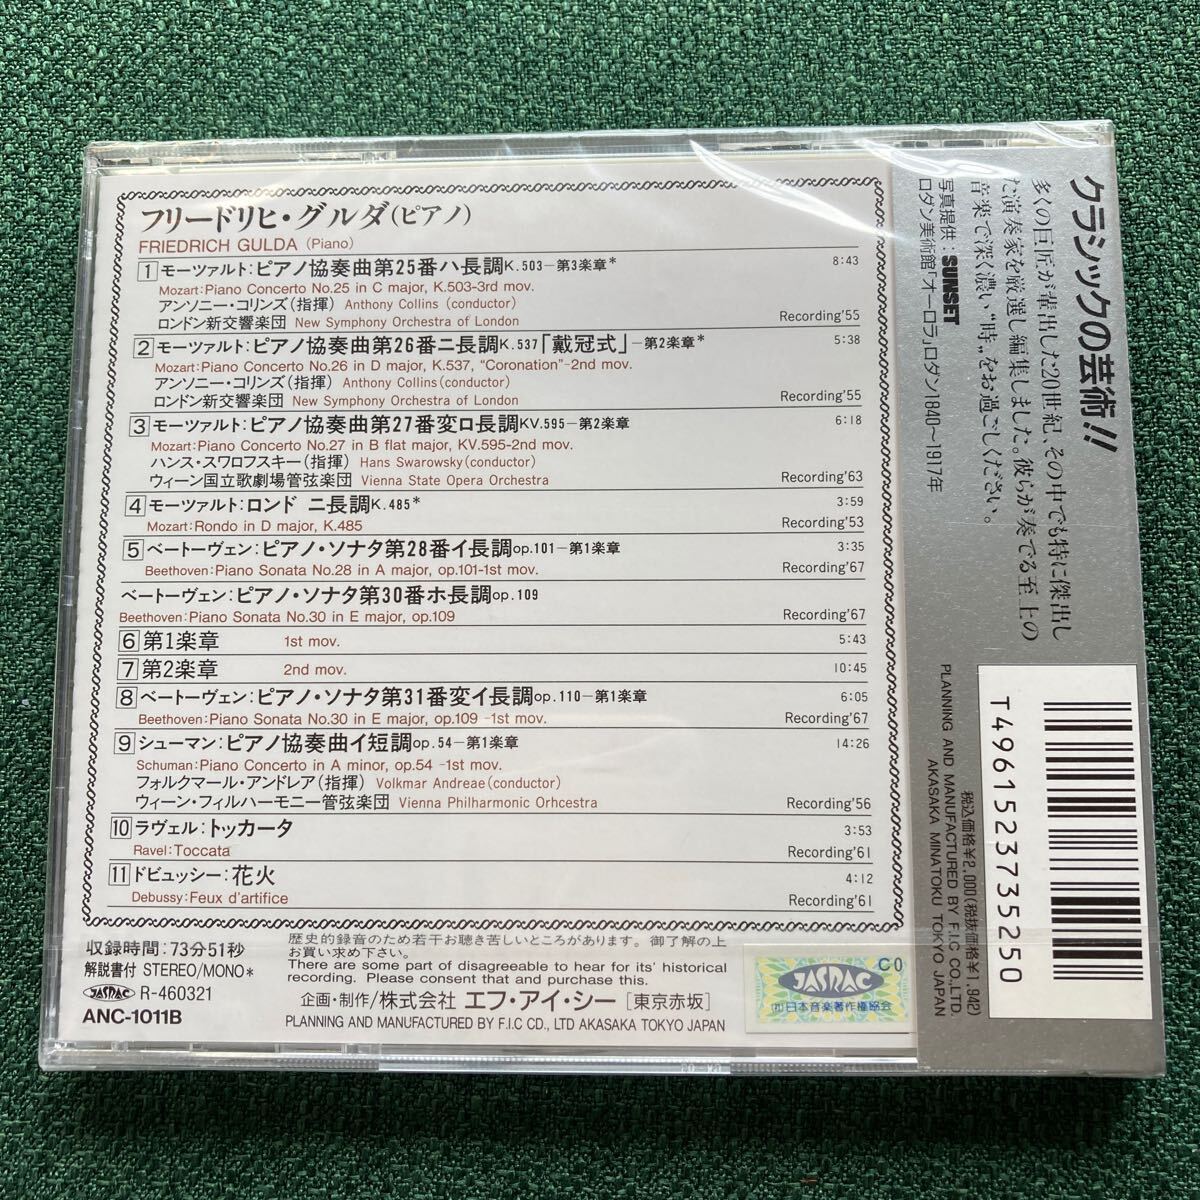 フリードリヒ・グルダ(ピアノ)
FRIEDRICH GULDA (Piano)
1 モーツァルト:ピアノ協奏曲第25番ハ長調K.503−第3楽章* 8:43
Mozart:Piano Concerto No.25 in C major, K.503-3rd mov.
アンソニー・コリンズ(指揮) Anthony Collins (conductor)
ロンドン新交響楽団 New Symphony Orchestra of London Recording'55
2 モーツァルト:ピアノ協奏曲第26番ニ長調K.537「戴冠式」−第2楽章* 5:38
Mozart:Piano Concerto No.26 in D major, K.537, “Coronation”-2nd mov.
アンソニー・コリンズ(指揮) Anthony Collins(conductor)
ロンドン新交響楽団 New Symphony Orchestra of London Recording'55
3 モーツァルト:ピアノ協奏曲第27番変ロ長調KV.595−第2楽章 6:18
Mozart:Piano Concerto No.27 in B flat major, KV.595-2nd mov.
ハンス・スワロフスキー(指揮) Hans Swarowsky(conductor)
ウィーン国立歌劇場管弦楽団 Vienna State Opera Orchestra Recording'63
4 モーツァルト:ロンド ニ長調K.485* 3:59
Mozart:Rondo in D major, K.485 Recording'53
5 ベートーヴェン:ピアノ・ソナタ第28番イ長調op.101−第1楽章 3:35
Beethoven:Piano Sonata No.28 in A major, op.101-1st mov. Recording'67
ベートーヴェン:ピアノ・ソナタ第30番ホ長調op.109
Beethoven:Piano Sonata No.30 in E major, op.109 Recording'67
6 第1楽章 1st mov. 5:43
7 第2楽章 2nd mov. 10:45
8 ベートーヴェン:ピアノ・ソナタ第31番変イ長調op.110−第1楽章 6:05
Beethoven:Piano Sonata No.30 in E major, op.109 -1st mov. Recording'67
9 シューマン:ピアノ協奏曲イ短調op.54−第1楽章 14:26
Schuman:Piano Concerto in A minor, op.54 -1st mov.
フォルクマール・アンドレア(指揮) Volkmar Andreae(conductor)
ウィーン・フィルハーモニー管弦楽団 Vienna Philharmonic Orhcestra Recording'56
10 ラヴェル:トッカータ 3:53
Ravel:Toccata Recording'61
11 ドビュッシー:花火 4:12
Debussy:Feux d'artifice Recording'61
収録時間:73分51秒
解説書付 STEREO/MONO*
JASRAC R-460321
ANC-1011B
歴史的録音のため若干お聴き苦しいところがあります。御了解の上
お買い求め下さい。
There are some part of disagreeable to hear for its' historical
recording. Please consent that and purchase this.
企画・制作/株式会社 エフ・アイ・シー [東京赤坂]
PLANNING AND MANUFACTURED BY F.I.C CD., LTD AKASAKA TOKYO JAPAN
JASRAC C0
(社)日本音楽著作権協会
クラシックの芸術!!
多くの巨匠が輩出した20世紀、その中でも特に傑出し
た演奏家を厳選し編集しました。彼らが奏でる至上の
音楽で深く濃い“時”をお過ごしください。
写真提供:SUNSET
ロダン美術館「オーロラ」ロダン1840〜1917年
T4961523735250
税込価格¥2,000(税抜価格¥1,942)
PLANNING AND MANUFACTURED BY F.I.C CO.,LTD.
AKASAKA MINATOKU TOKYO JAPAN